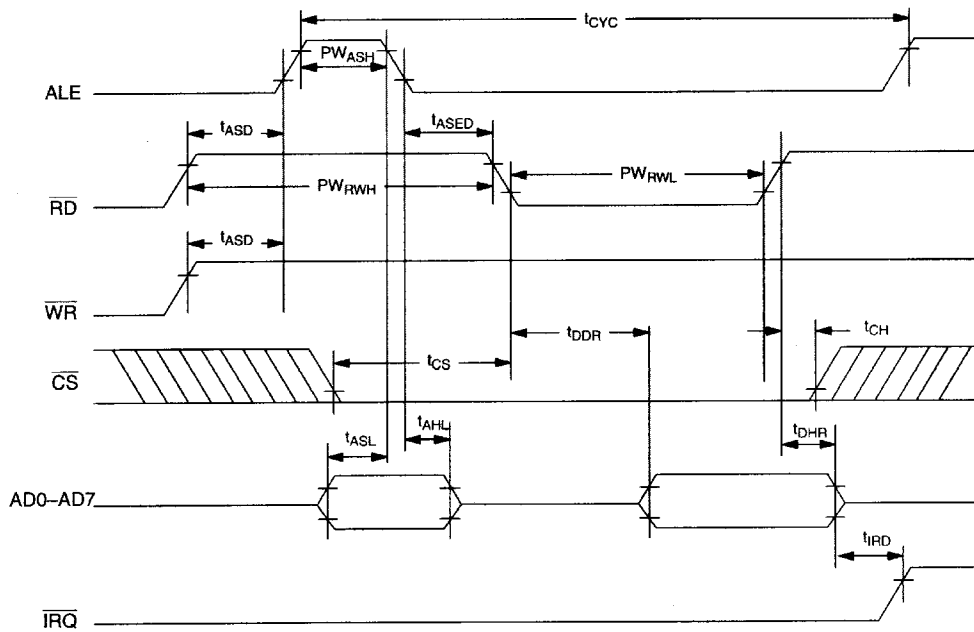 tCYC
PWASH
ALE
tASD
tASED
PWRWH
PWRWL
RD
tASD
WR
tDDR
tCH
tCS
CS
tASL
tAHL
tDHR
AD0–AD7
tIRD
IRQ